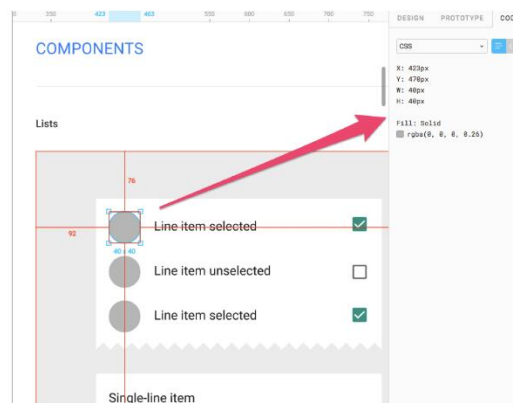 350
423
463
550
600
650
700
750
DESIGN PROTOTYPE COD
COMPONENTS
CSS
X: 423px
Y: 470px
W: 40px
H: 40px
Fill: Solid
rgba(0, 0, 0, 0.26)
Lists
76
92
Line item selected
40 x 40
Line item unselected
Line item selected
Single-line item